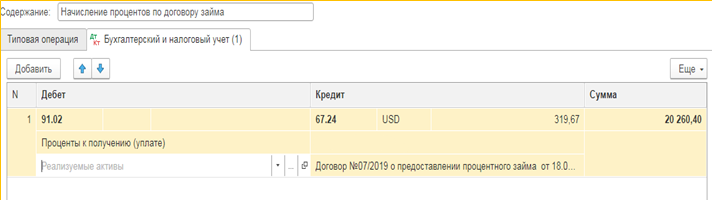 Содержание: Начисление процентов по договору займа
Типовая операция Дт Кт Бухгалтерский и налоговый учет (1)
Добавить Еще
N Дебет Кредит Сумма
1 91.02 67.24 USD 319,67 20 260,40
Проценты к получению (уплате)
Реализуемые активы ... Договор №07/2019 о предоставлении процентного займа от 18.0...